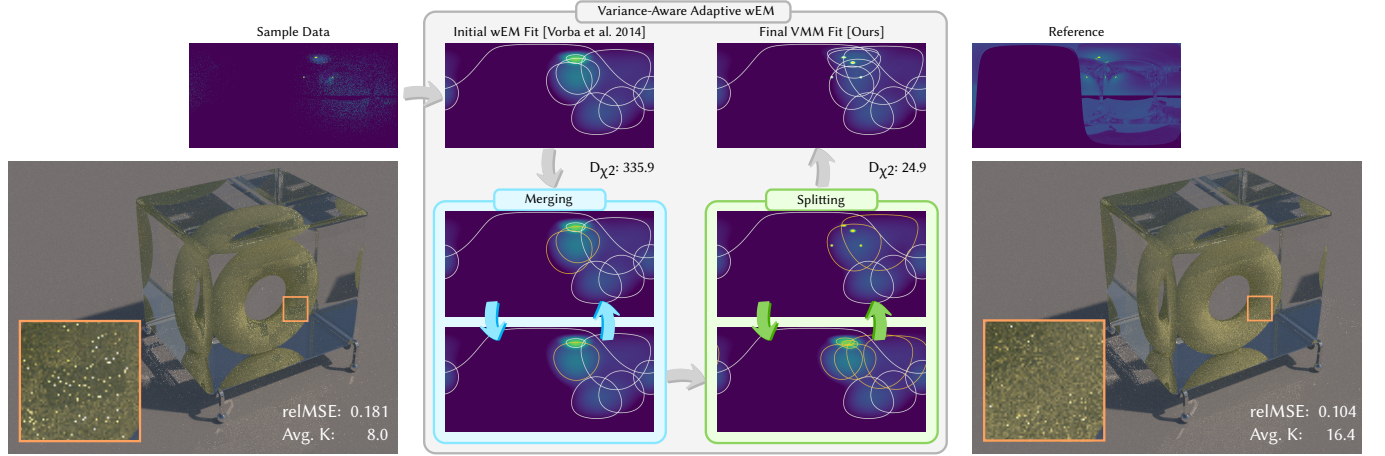 Variance-Aware Adaptive wEM
Sample Data
Initial wEM Fit [Vorba et al. 2014]
Final VMM Fit [Ours]
Reference
Dχ2: 335.9
Dχ2: 24.9
Merging
Splitting
relMSE: 0.181
Avg. K: 8.0
relMSE: 0.104
Avg. K: 16.4